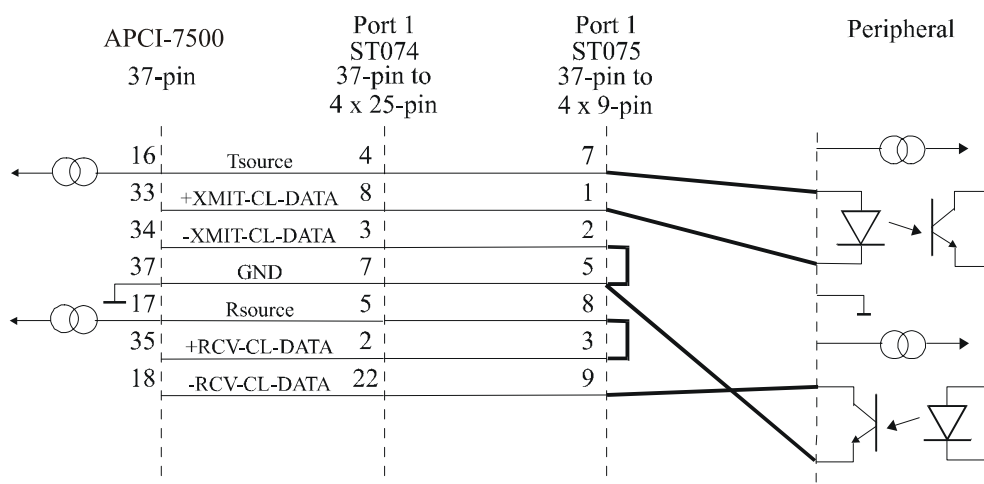 APCI-7500
37-pin
Port 1
ST074
37-pin to
4 x 25-pin
Port 1
ST075
37-pin to
4 x 9-pin
Peripheral
16 Tsource 4 7
33 +XMIT-CL-DATA 8 1
34 -XMIT-CL-DATA 3 2
37 GND 7 5
17 Rsource 5 8
35 +RCV-CL-DATA 2 3
18 -RCV-CL-DATA 22 9